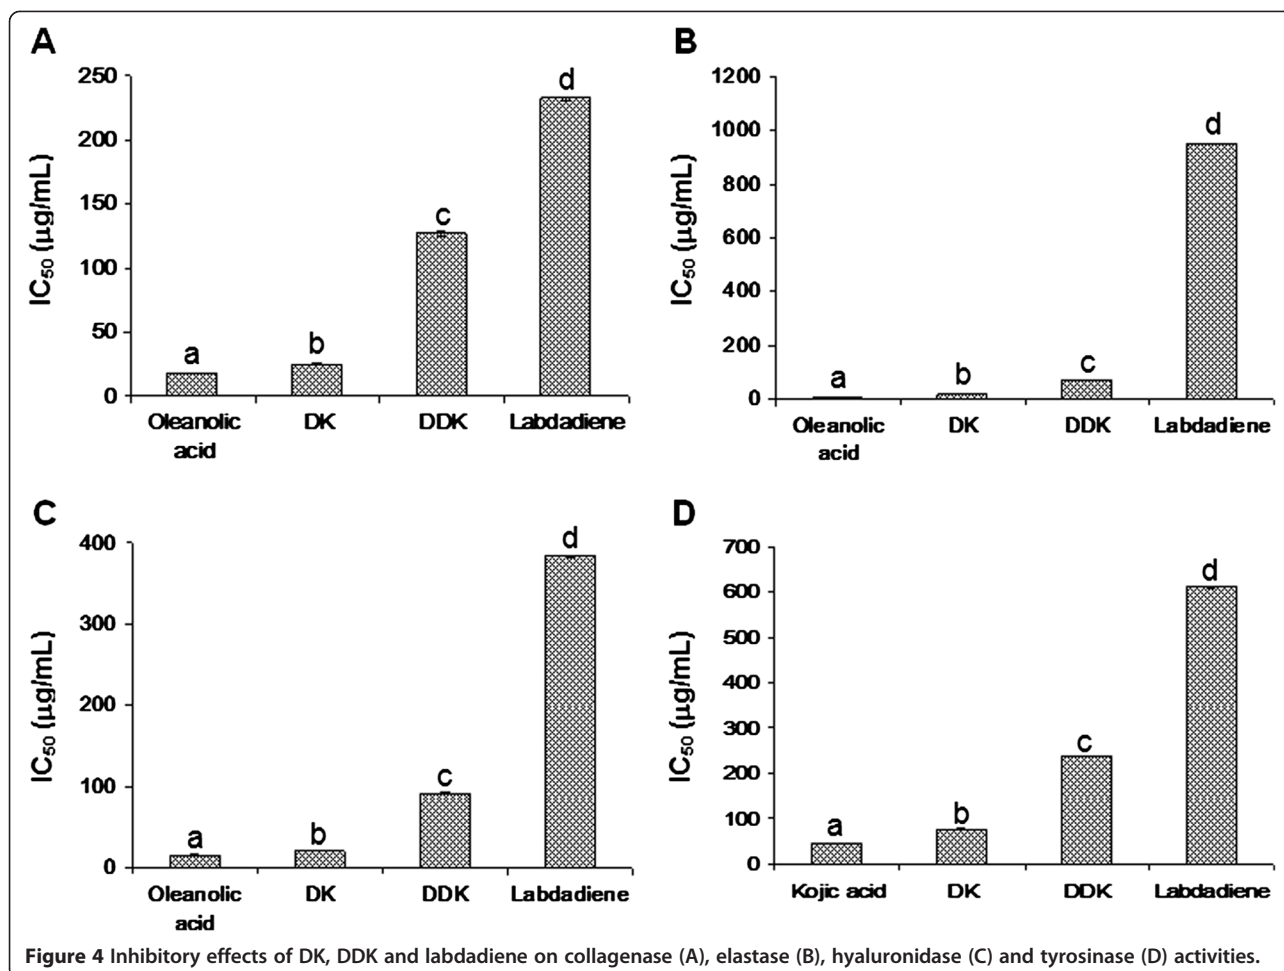 A
IC50 (µg/mL)
250
200
150
100
50
0
a
b
c
d
Oleanolic acid
DK
DDK
Labdadiene
B
IC50 (µg/mL)
1200
1000
800
600
400
200
0
a
b
c
d
Oleanolic acid
DK
DDK
Labdadiene
C
IC50 (µg/mL)
400
300
200
100
0
a
b
c
d
Oleanolic acid
DK
DDK
Labdadiene
D
IC50 (µg/mL)
700
600
500
400
300
200
100
0
a
b
c
d
Kojic acid
DK
DDK
Labdadiene
Figure 4 Inhibitory effects of DK, DDK and labdadiene on collagenase (A), elastase (B), hyaluronidase (C) and tyrosinase (D) activities.